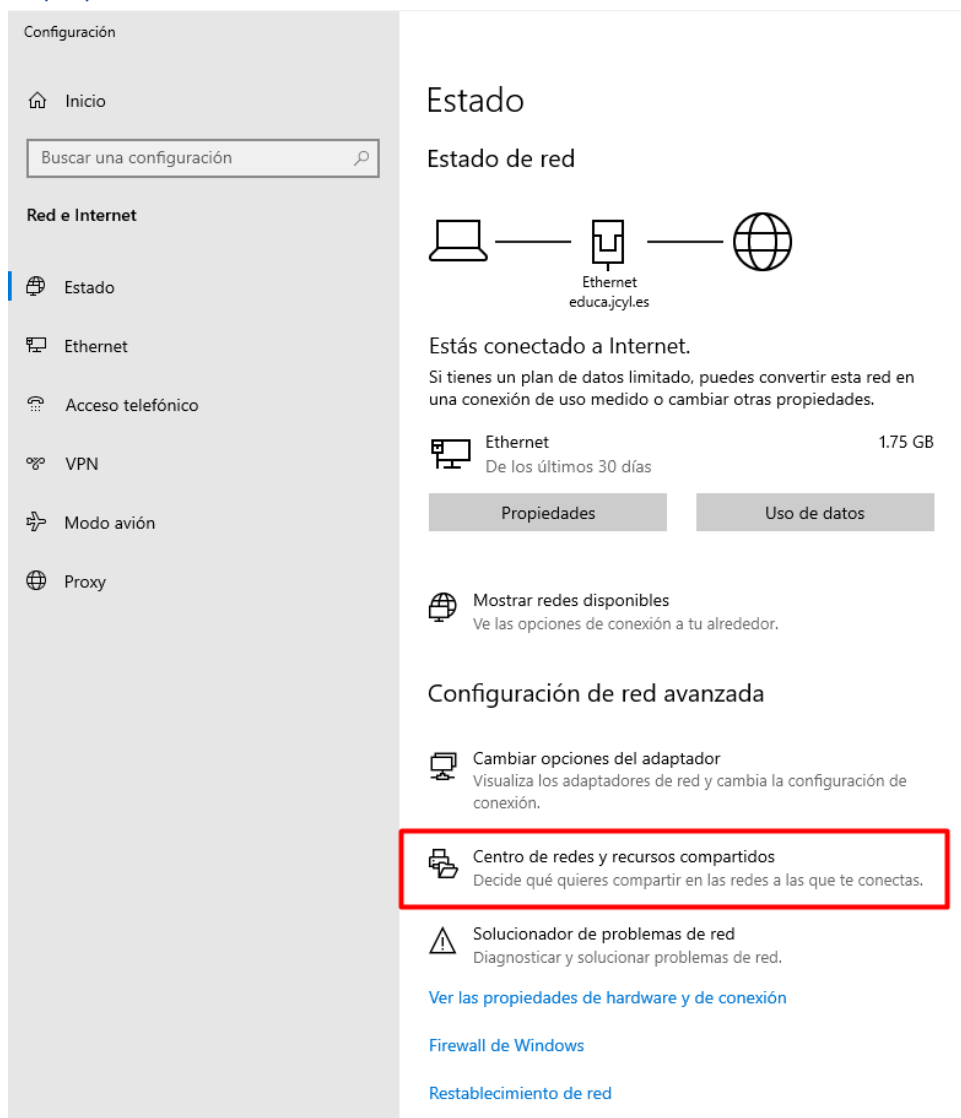 Configuración
Inicio
Buscar una configuración
Red e Internet
Estado
Ethernet
Acceso telefónico
VPN
Modo avión
Proxy
Estado
Estado de red
Ethernet
educa.jcyl.es
Estás conectado a Internet.
Si tienes un plan de datos limitado, puedes convertir esta red en
una conexión de uso medido o cambiar otras propiedades.
Ethernet 1.75 GB
De los últimos 30 días
Propiedades Uso de datos
Mostrar redes disponibles
Ve las opciones de conexión a tu alrededor.
Configuración de red avanzada
Cambiar opciones del adaptador
Visualiza los adaptadores de red y cambia la configuración de
conexión.
Centro de redes y recursos compartidos
Decide qué quieres compartir en las redes a las que te conectas.
Solucionador de problemas de red
Diagnosticar y solucionar problemas de red.
Ver las propiedades de hardware y de conexión
Firewall de Windows
Restablecimiento de red